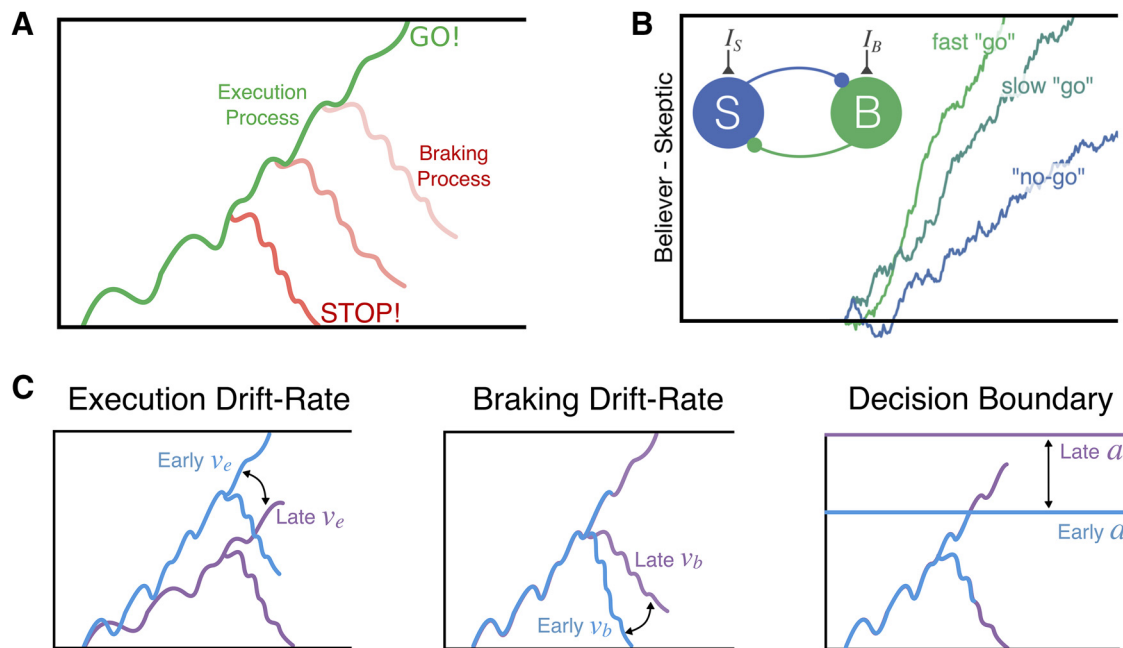 A
GO!
Execution
Process
Braking
Process
STOP!
B
Believer - Skeptic
I_S
I_B
S
B
fast "go"
slow "go"
"no-go"
C
Execution Drift-Rate
Early v_e
Late v_e
Braking Drift-Rate
Late v_b
Early v_b
Decision Boundary
Late a
Early a